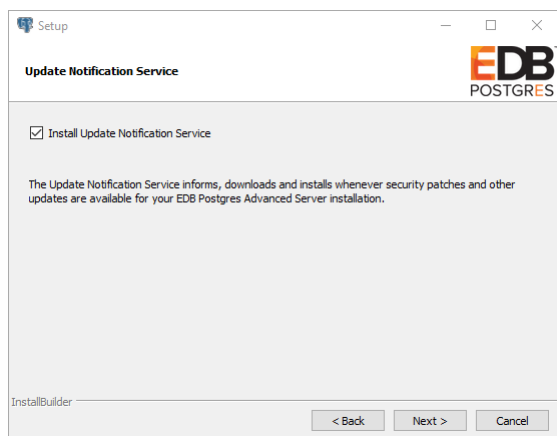 Setup
Update Notification Service
EDB
POSTGRES
Install Update Notification Service
The Update Notification Service informs, downloads and installs whenever security patches and other
updates are available for your EDB Postgres Advanced Server installation.
InstallBuilder
< Back
Next >
Cancel